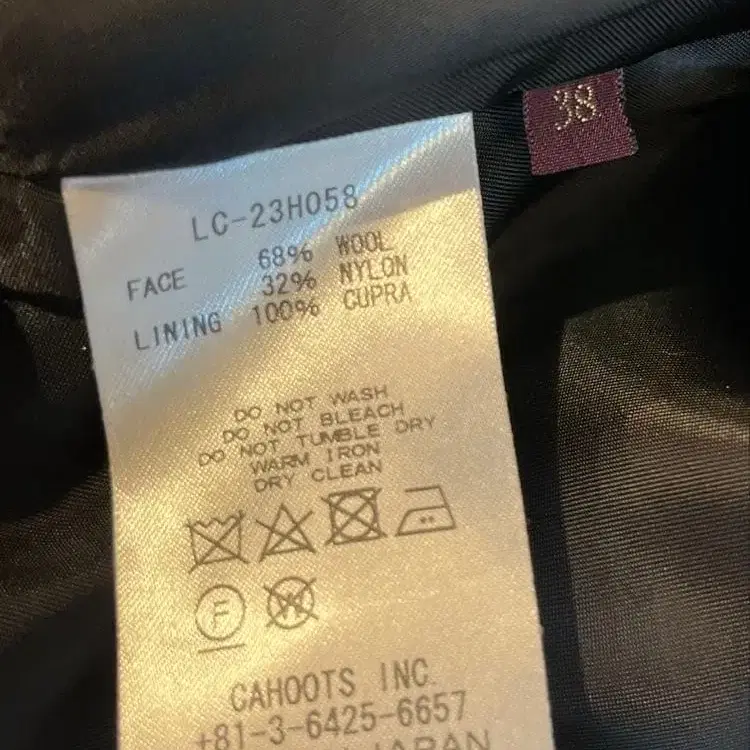 38
LC-23H058
FACE 68% WOOL
32% NYLON
LINING 100% CUPRA
DO NOT WASH
DO NOT BLEACH
DO NOT TUMBLE DRY
WARM IRON
DRY CLEAN
F W
CAHOOTS INC.
+81-3-6425-6657
JAPAN